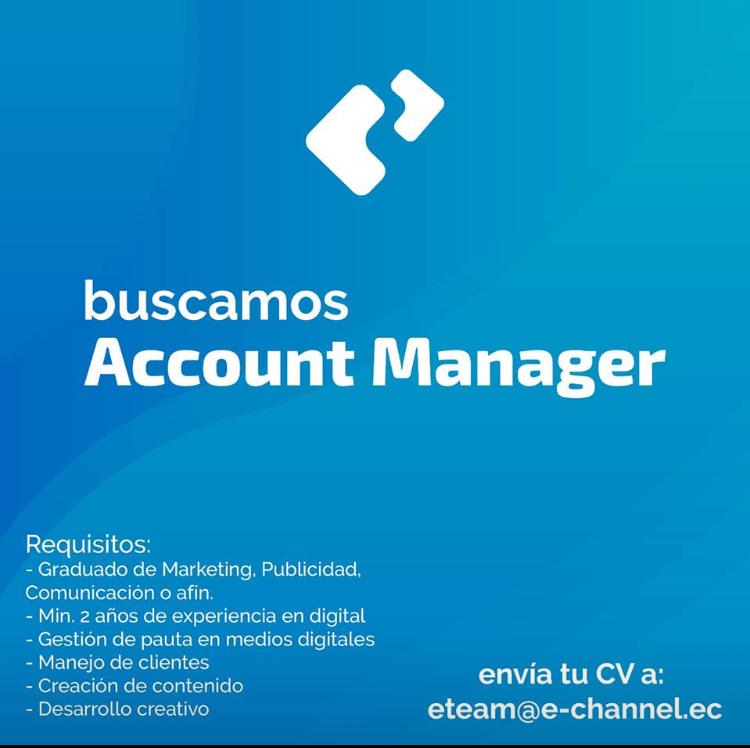 buscamos
Account Manager
Requisitos:
- Graduado de Marketing, Publicidad,
Comunicación o afin.
- Min. 2 años de experiencia en digital
- Gestión de pauta en medios digitales
- Manejo de clientes
- Creación de contenido
- Desarrollo creativo
envía tu CV a:
eteam@e-channel.ec